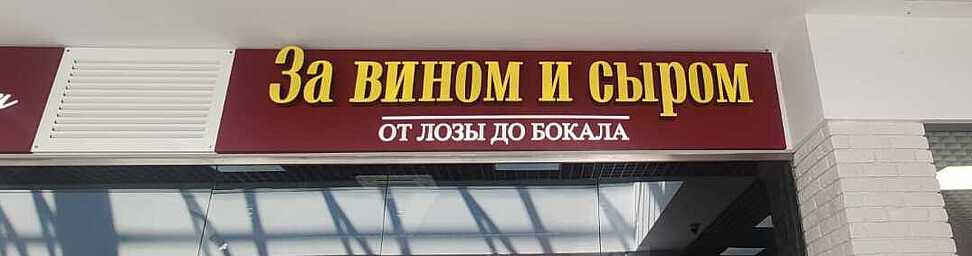 За вином и сыром
ОТ ЛОЗЫ ДО БОКАЛА